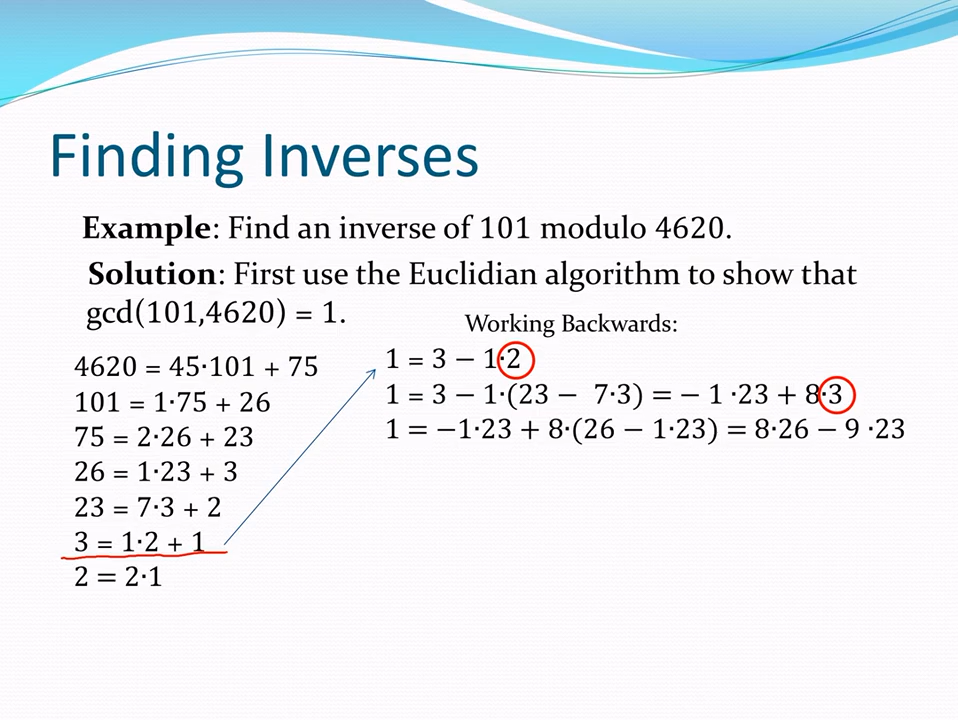 Finding Inverses
Example: Find an inverse of 101 modulo 4620.
Solution: First use the Euclidian algorithm to show that
gcd(101,4620) = 1.
Working Backwards:
4620 = 45∙101 + 75
101 = 1∙75 + 26
75 = 2∙26 + 23
26 = 1∙23 + 3
23 = 7∙3 + 2
3 = 1∙2 + 1
2 = 2∙1
1 = 3 − 1∙2
1 = 3 − 1∙(23 − 7∙3) = − 1 ∙23 + 8∙3
1 = −1∙23 + 8∙(26 − 1∙23) = 8∙26 − 9 ∙23